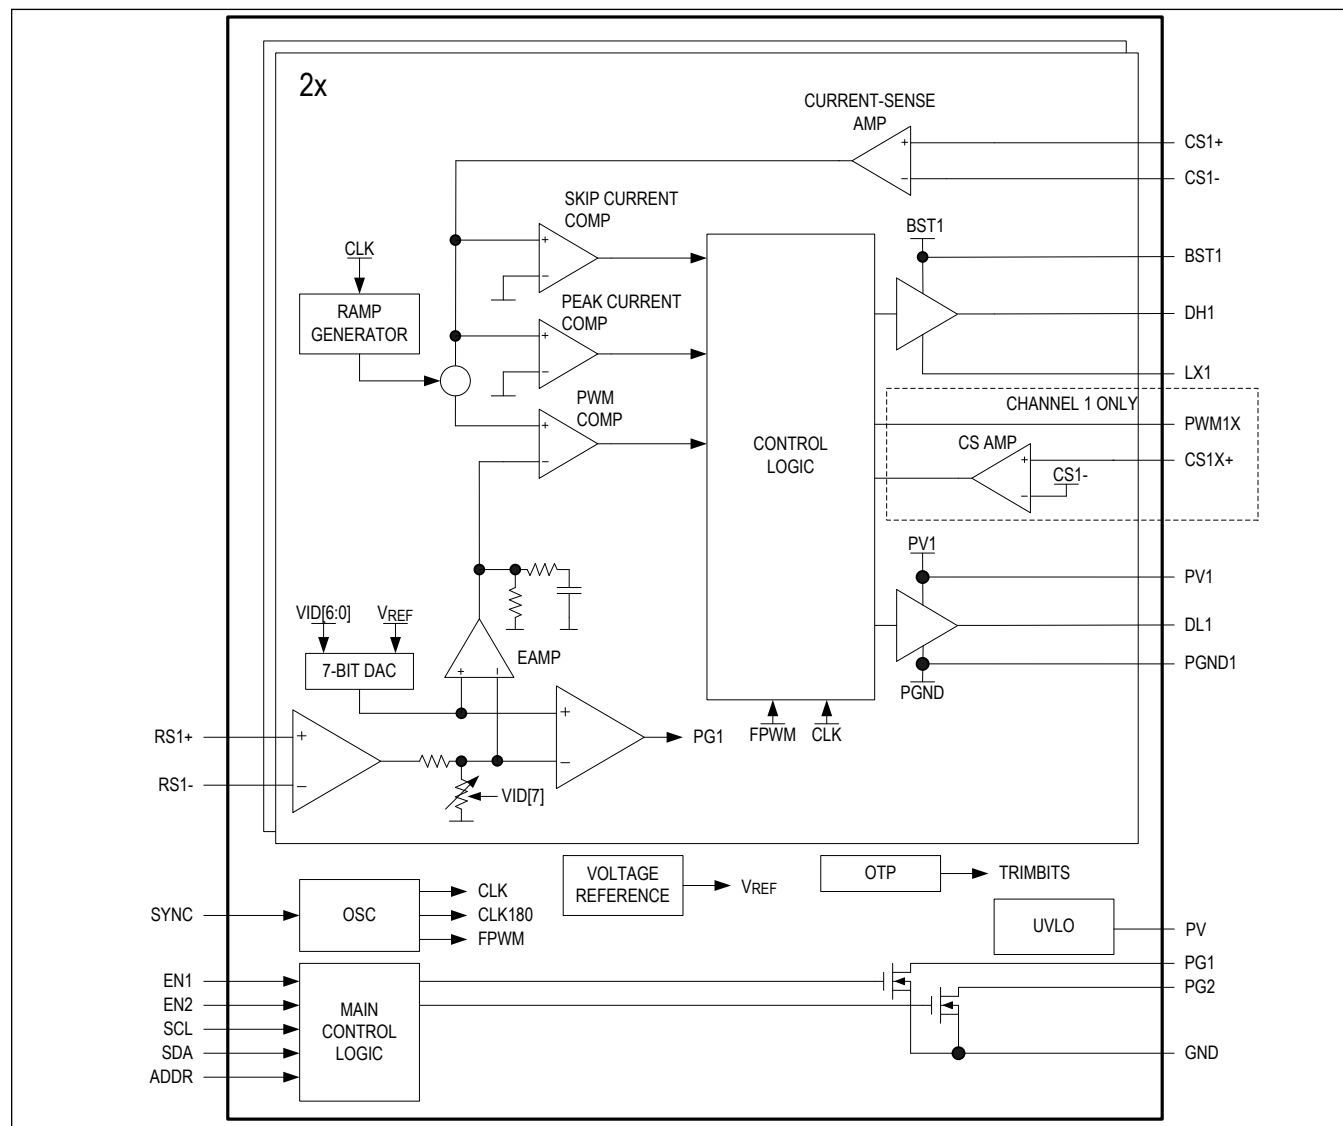 2x
CURRENT-SENSE
AMP
CS1+
CS1-
SKIP CURRENT
COMP
BST1
BST1
CLK
RAMP
GENERATOR
PEAK CURRENT
COMP
DH1
LX1
PWM
COMP
CHANNEL 1 ONLY
PWM1X
CONTROL
LOGIC
CS AMP
CS1X+
CS1-
PV1
PV1
VID[6:0]
VREF
DL1
7-BIT DAC
EAMP
PGND1
PGND
RS1+
PG1
FPWM
CLK
RS1-
VID[7]
VOLTAGE
REFERENCE
VREF
OTP
TRIMBITS
SYNC
OSC
CLK
CLK180
FPWM
UVLO
PV
PG1
PG2
EN1
EN2
SCL
SDA
ADDR
MAIN
CONTROL
LOGIC
GND
+
-
+
-
+
-
+
-
+
-
+
-
+
-
+
-